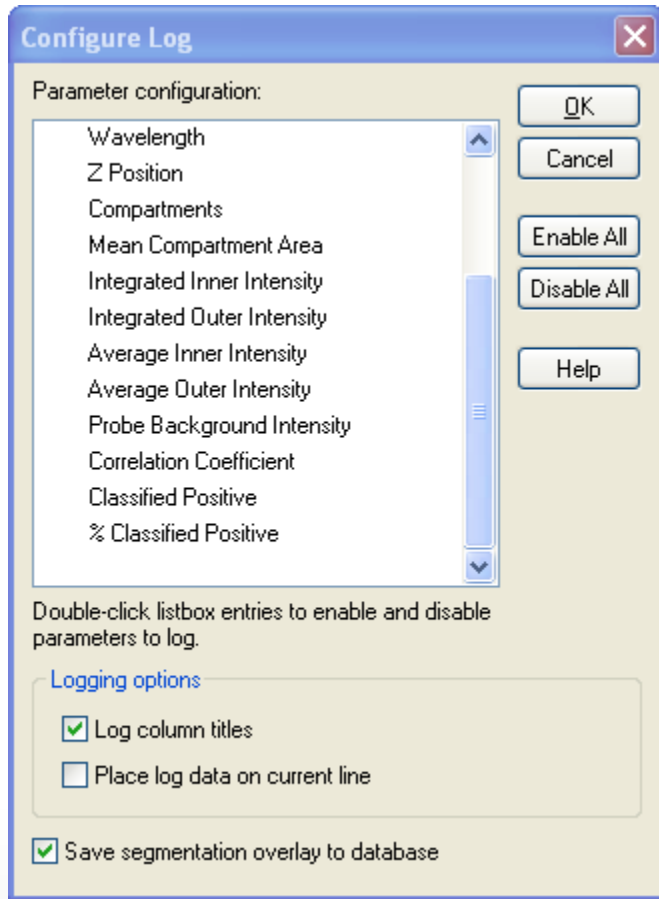 Configure Log
Parameter configuration:
OK
Wavelength
Z Position
Cancel
Compartments
Mean Compartment Area
Enable All
Integrated Inner Intensity
Disable All
Integrated Outer Intensity
Average Inner Intensity
Help
Average Outer Intensity
Probe Background Intensity
Correlation Coefficient
Classified Positive
% Classified Positive
Double-click listbox entries to enable and disable
parameters to log.
Logging options
Log column titles
Place log data on current line
Save segmentation overlay to database